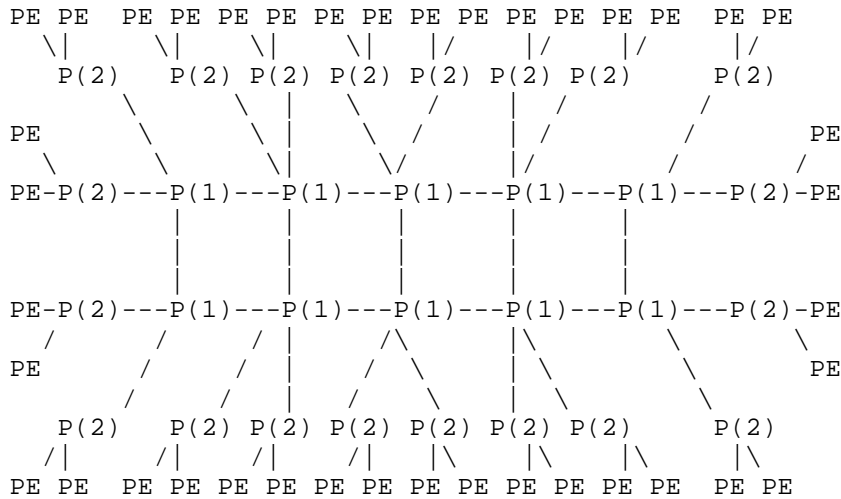 PE PE  PE PE PE PE PE PE PE PE PE PE PE PE  PE PE
  \|     \|    \|    \|   |/    |/    |/     |/
   P(2)   P(2) P(2) P(2) P(2) P(2) P(2)     P(2)
       \      \  |   \    /    |  /        /
PE      \      \ |    \  /     | /        /      PE
  \      \      \|     \/      |/        /      /
PE-P(2)---P(1)---P(1)---P(1)---P(1)---P(1)---P(2)-PE
          |      |      |      |      |
          |      |      |      |      |
          |      |      |      |      |
PE-P(2)---P(1)---P(1)---P(1)---P(1)---P(1)---P(2)-PE
  /      /      / |     /\      |\       \       \
PE      /      /  |    /  \     | \       \      PE
       /      /   |   /    \    |  \       \
   P(2)   P(2) P(2) P(2) P(2) P(2) P(2)     P(2)
  /|     /|    /|    /|   |\    |\    |\     |\
PE PE  PE PE PE PE PE PE PE PE PE PE PE PE  PE PE